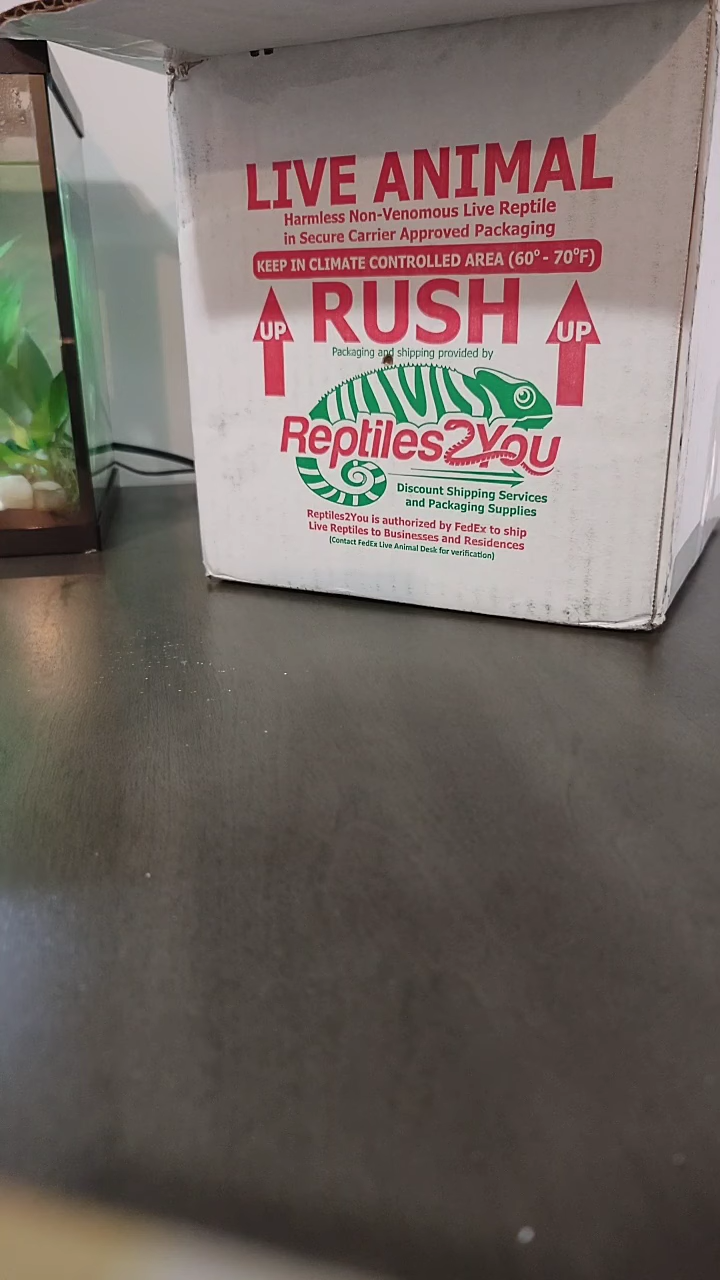 LIVE ANIMAL
Harmless Non-Venomous Live Reptile
in Secure Carrier Approved Packaging
KEEP IN CLIMATE CONTROLLED AREA (60° - 70°F)
UP RUSH UP
Packaging and shipping provided by
Reptiles2You
Discount Shipping Services
and Packaging Supplies
Reptiles2You is authorized by FedEx to ship
Live Reptiles to Businesses and Residences
(Contact FedEx Live Animal Desk for verification)